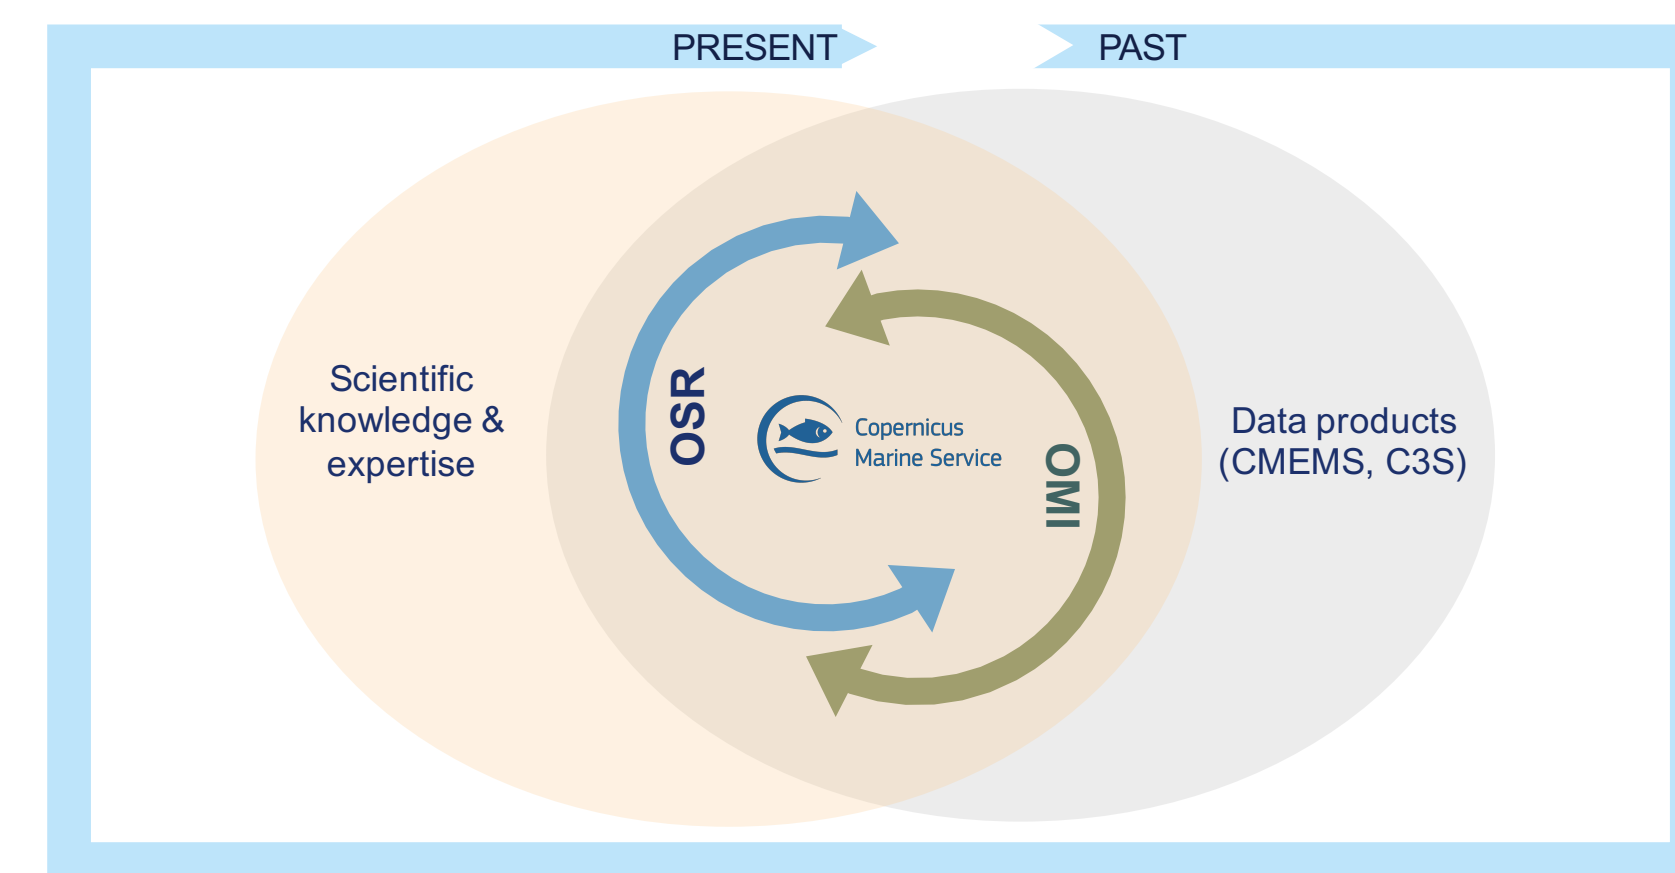 PRESENT
PAST
Scientific
knowledge &
expertise
OSR
Copernicus
Marine Service
OMI
Data products
(CMEMS, C3S)